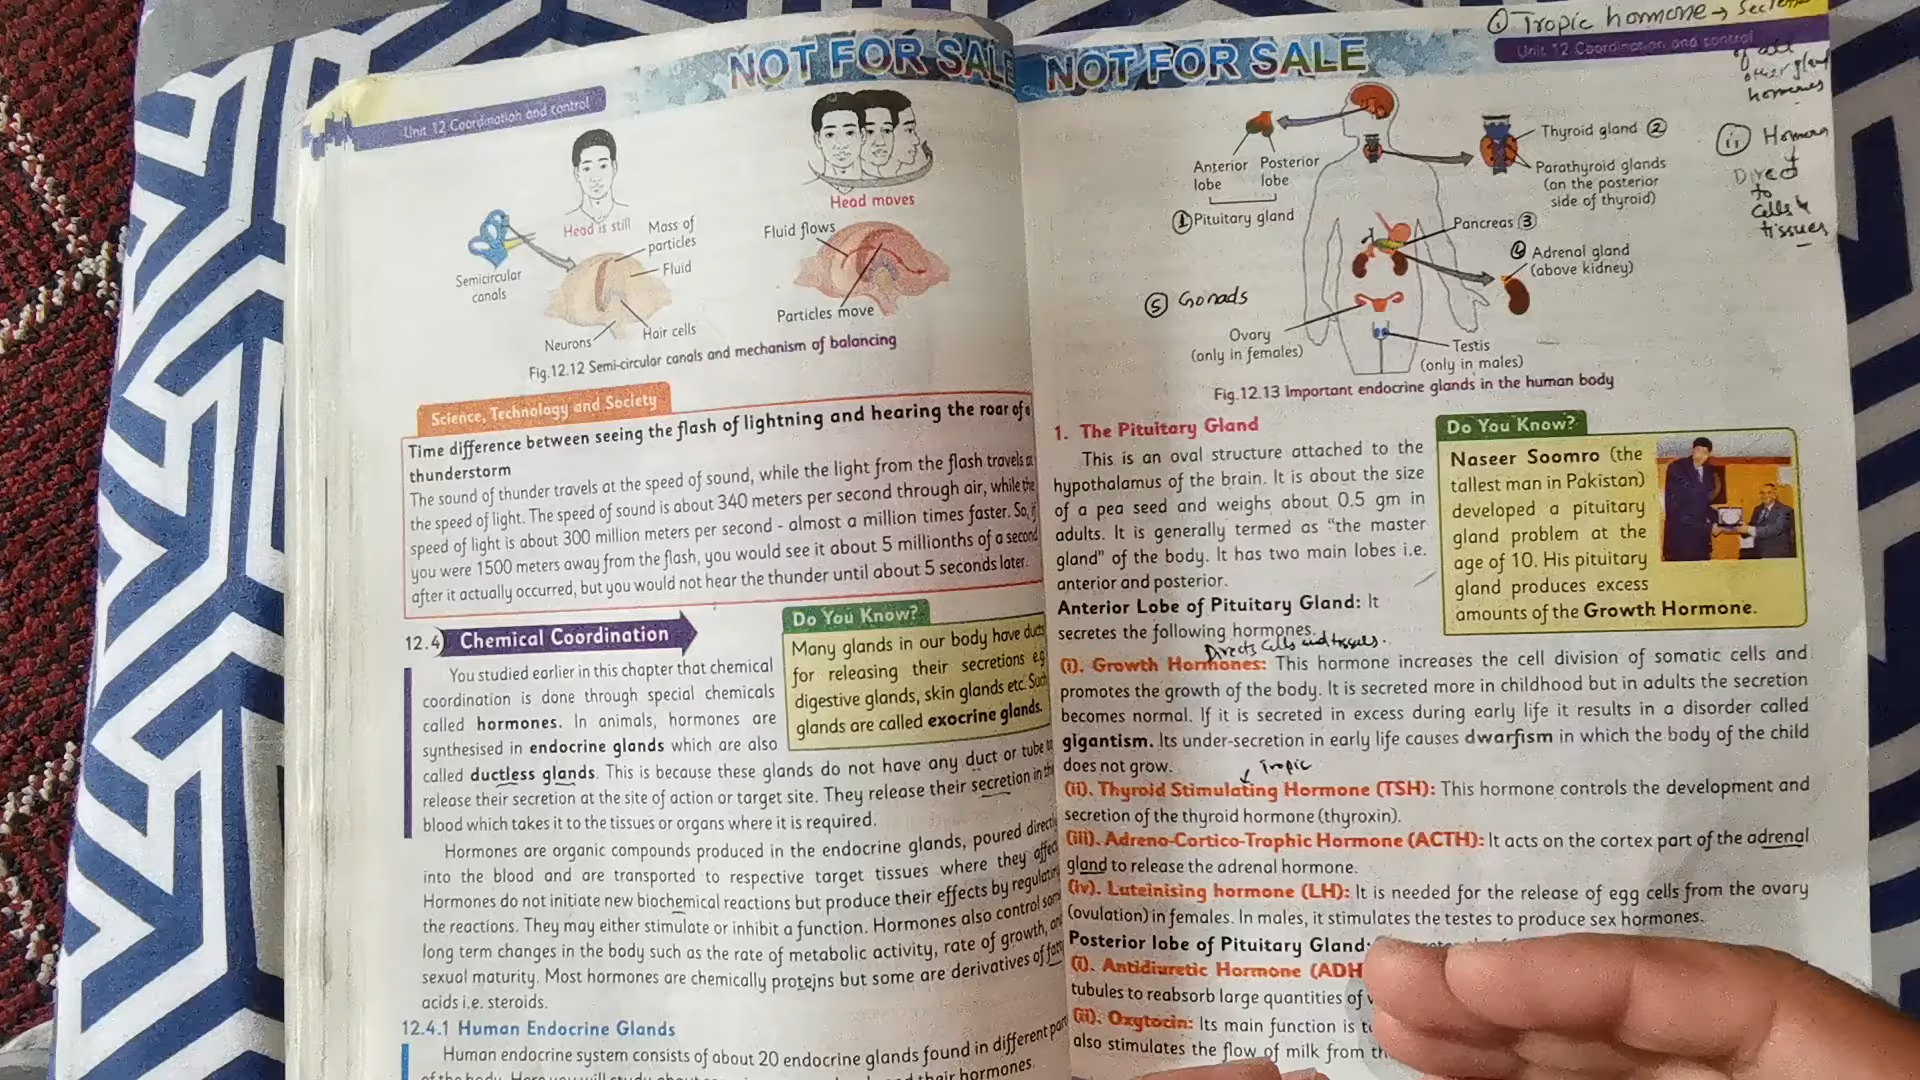 NOT FOR SALE
Unit 12 Coordination and control
Head is still
Head moves
Semicircular
canals
Mass of
particles
Fluid
Hair cells
Neurons
Fluid flows
Particles move
Fig.12.12 Semi-circular canals and mechanism of balancing
Science, Technology and Society
Time difference between seeing the flash of lightning and hearing the roar of a
thunderstorm
The sound of thunder travels at the speed of sound, while the light from the flash travels at
the speed of light. The speed of sound is about 340 meters per second through air, while the
speed of light is about 300 million meters per second - almost a million times faster. So, if
you were 1500 meters away from the flash, you would see it about 5 millionths of a second
after it actually occurred, but you would not hear the thunder until about 5 seconds later.
12.4 Chemical Coordination
You studied earlier in this chapter that chemical
coordination is done through special chemicals
called hormones. In animals, hormones are
synthesised in endocrine glands which are also
called ductless glands. This is because these glands do not have any duct or tube to
release their secretion at the site of action or target site. They release their secretion in the
blood which takes it to the tissues or organs where it is required.
Do You Know?
Many glands in our body have ducts
for releasing their secretions e.g
digestive glands, skin glands etc. Such
glands are called exocrine glands.
Hormones are organic compounds produced in the endocrine glands, poured directly
into the blood and are transported to respective target tissues where they affect
Hormones do not initiate new biochemical reactions but produce their effects by regulating
the reactions. They may either stimulate or inhibit a function. Hormones also control some
long term changes in the body such as the rate of metabolic activity, rate of growth, and
sexual maturity. Most hormones are chemically proteins but some are derivatives of fatty
acids i.e. steroids.
12.4.1 Human Endocrine Glands
Human endocrine system consists of about 20 endocrine glands found in different part
their hormones.
① Tropic hormone →
NOT FOR SALE
Unit 12 Coordination and control
other gland
hormones
(ii)
Direct
to
cells &
tissues
Anterior
lobe
Posterior
lobe
① Pituitary gland
Thyroid gland ②
Parathyroid glands
(on the posterior
side of thyroid)
Pancreas ③
④ Adrenal gland
(above kidney)
⑤ Gonads
Ovary
(only in females)
Testis
(only in males)
Fig.12.13 Important endocrine glands in the human body
1. The Pituitary Gland
This is an oval structure attached to the
hypothalamus of the brain. It is about the size
of a pea seed and weighs about 0.5 gm in
adults. It is generally termed as “the master
gland” of the body. It has two main lobes i.e.
anterior and posterior.
Do You Know?
Naseer Soomro (the
tallest man in Pakistan)
developed a pituitary
gland problem at the
age of 10. His pituitary
gland produces excess
amounts of the Growth Hormone.
Anterior Lobe of Pituitary Gland: It
secretes the following hormones.
Directs cells and tissues.
(i). Growth Hormones: This hormone increases the cell division of somatic cells and
promotes the growth of the body. It is secreted more in childhood but in adults the secretion
becomes normal. If it is secreted in excess during early life it results in a disorder called
gigantism. Its under-secretion in early life causes dwarfism in which the body of the child
does not grow.
Tropic
(ii). Thyroid Stimulating Hormone (TSH): This hormone controls the development and
secretion of the thyroid hormone (thyroxin).
(iii). Adreno-Cortico-Trophic Hormone (ACTH): It acts on the cortex part of the adrenal
gland to release the adrenal hormone.
(iv). Luteinising hormone (LH): It is needed for the release of egg cells from the ovary
(ovulation) in females. In males, it stimulates the testes to produce sex hormones.
Posterior lobe of Pituitary Gland:
(i). Antidiuretic Hormone (ADH
tubules to reabsorb large quantities of
(ii). Oxytocin: Its main function is
also stimulates the flow of milk from